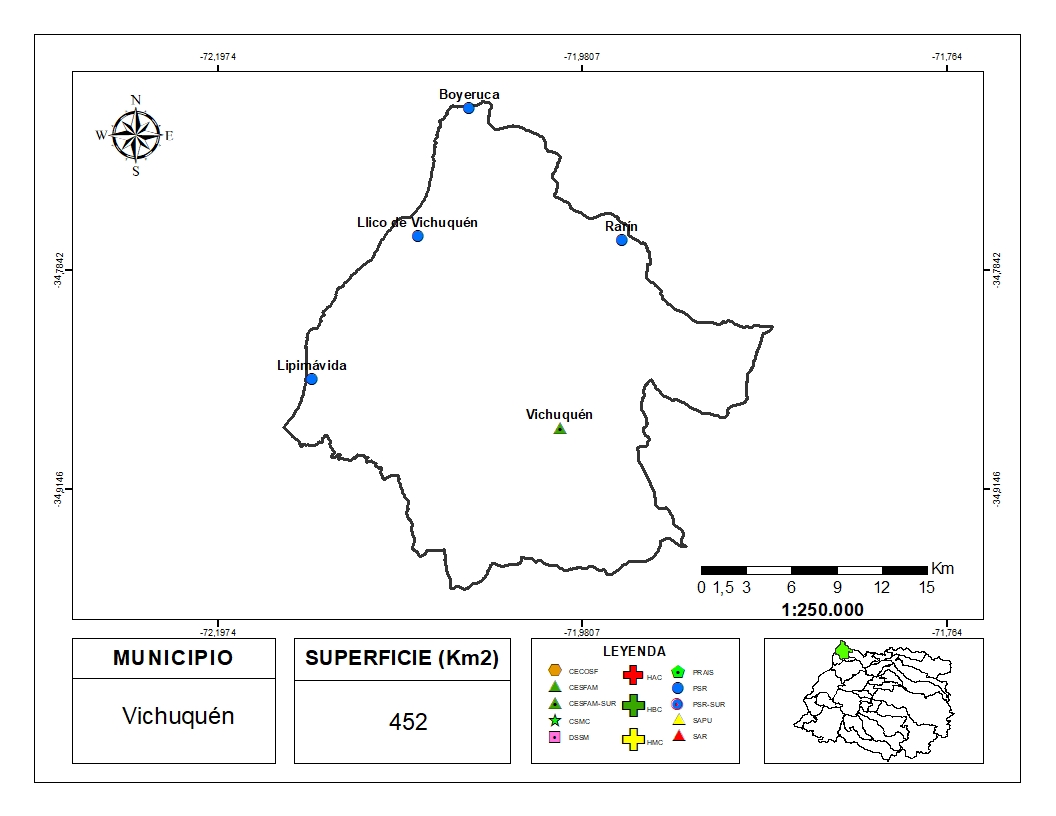 -72,1974 -71,9807 -71,764
N
W E
S
Boyeruca
Llico de Vichuquén
Rarín
-34,7842 -34,7842
Lipimávida
Vichuquén
-34,9146 -34,9146
Km
0 1,5 3 6 9 12 15
1:250.000
-72,1974 -71,9807 -71,764
MUNICIPIO
Vichuquén
SUPERFICIE (Km2)
452
LEYENDA
CECOSF HAC PRAIS
CESFAM PSR
CESFAM-SUR HBC PSR-SUR
CSMC SAPU
DSSM HMC SAR